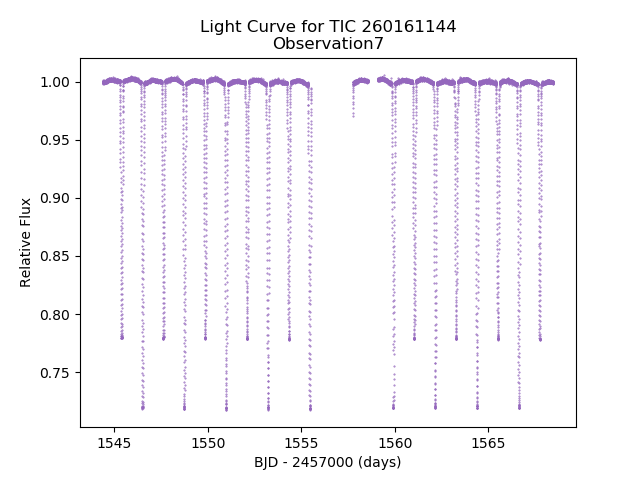 Light Curve for TIC 260161144
Observation7
1.00
0.95
0.90
0.85
0.80
0.75
Relative Flux
1545
1550
1555
1560
1565
BJD - 2457000 (days)